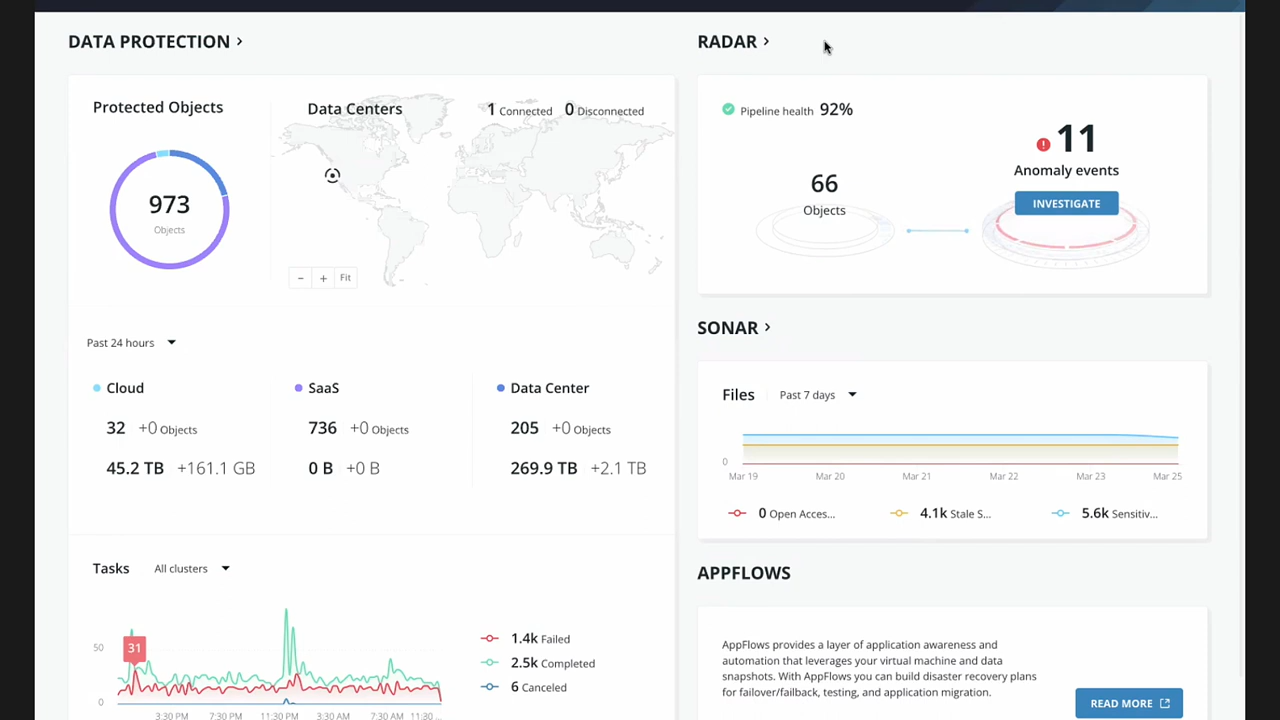 DATA PROTECTION >
Protected Objects
973
Objects
Data Centers
1 Connected 0 Disconnected
− + Fit
Past 24 hours
Cloud
32 +0 Objects
45.2 TB +161.1 GB
SaaS
736 +0 Objects
0 B +0 B
Data Center
205 +0 Objects
269.9 TB +2.1 TB
Tasks All clusters
50
31
0
3:30 PM 7:30 PM 11:30 PM 3:30 AM 7:30 AM 11:30 ...
1.4k Failed
2.5k Completed
6 Canceled
RADAR >
Pipeline health 92%
66
Objects
! 11
Anomaly events
INVESTIGATE
SONAR >
Files Past 7 days
0
Mar 19 Mar 20 Mar 21 Mar 22 Mar 23 Mar 25
0 Open Acces... 4.1k Stale S... 5.6k Sensitiv...
APPFLOWS
AppFlows provides a layer of application awareness and
automation that leverages your virtual machine and data
snapshots. With AppFlows you can build disaster recovery plans
for failover/failback, testing, and application migration.
READ MORE